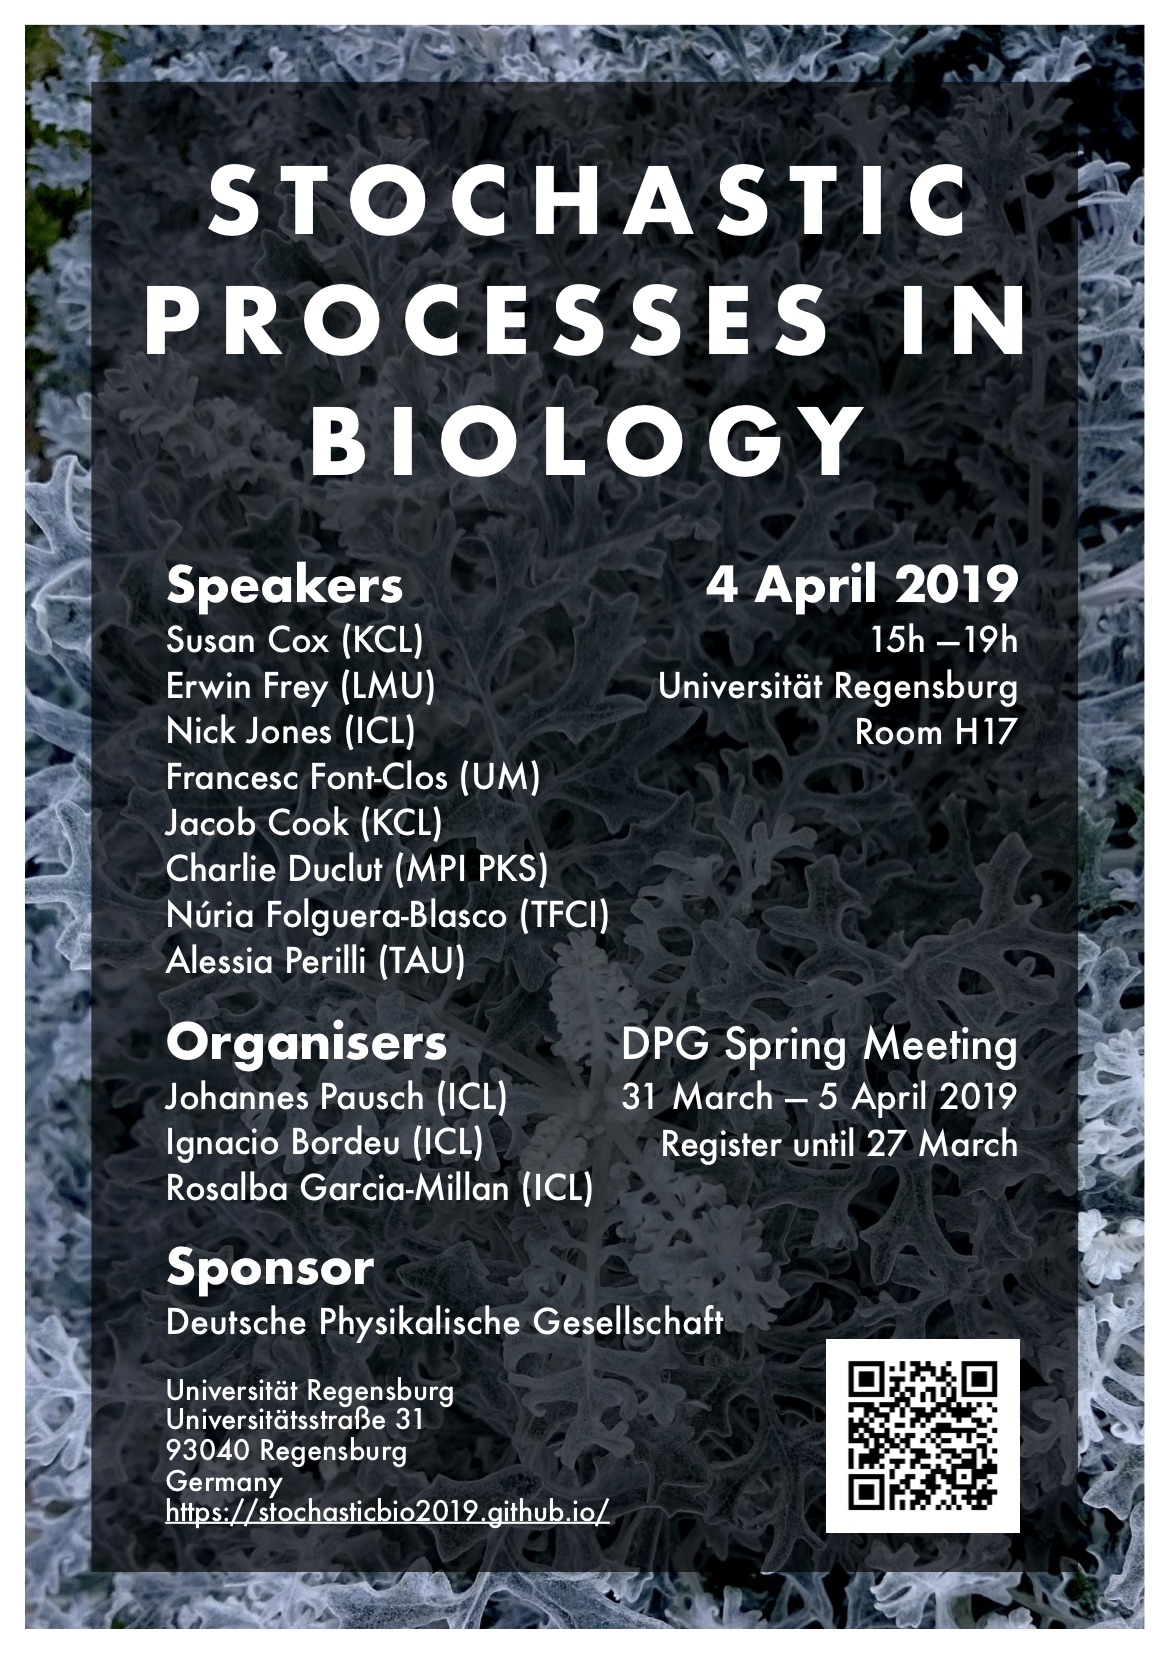 STOCHASTIC
PROCESSES IN
BIOLOGY
Speakers
Susan Cox (KCL)
Erwin Frey (LMU)
Nick Jones (ICL)
Francesc Font-Clos (UM)
Jacob Cook (KCL)
Charlie Duclut (MPI PKS)
Núria Folguera-Blasco (TFCI)
Alessia Perilli (TAU)
4 April 2019
15h –19h
Universität Regensburg
Room H17
Organisers
Johannes Pausch (ICL)
Ignacio Bordeu (ICL)
Rosalba Garcia-Millan (ICL)
DPG Spring Meeting
31 March – 5 April 2019
Register until 27 March
Sponsor
Deutsche Physikalische Gesellschaft
Universität Regensburg
Universitätsstraße 31
93040 Regensburg
Germany
https://stochasticbio2019.github.io/